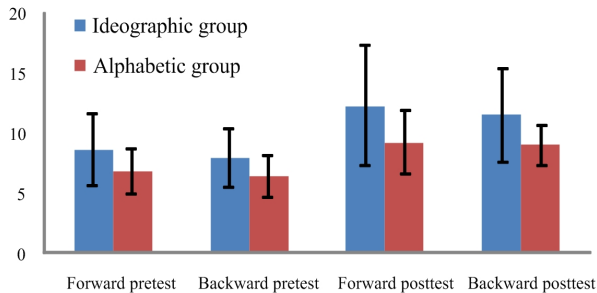 20
Ideographic group
15
Alphabetic group
10
5
0
Forward pretest Backward pretest Forward posttest Backward posttest